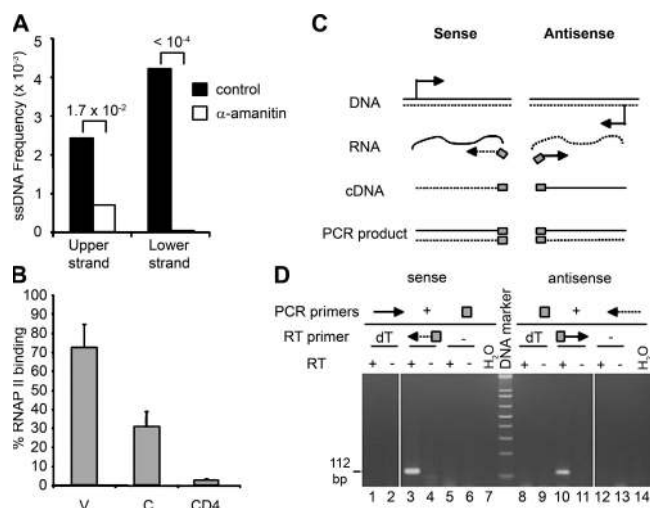 A
ssDNA Frequency (x 10⁻³)
5
4
3
2
1
0
1.7 x 10⁻²
< 10⁻⁴
control
α-amanitin
Upper strand
Lower strand
B
% RNAP II binding
100
90
80
70
60
50
40
30
20
10
0
V C CD4
C
Sense Antisense
DNA
RNA
cDNA
PCR product
D
sense antisense
PCR primers + +
RT primer dT - dT -
RT + - + - + - H₂O DNA marker + - + - + - H₂O
112 bp
1 2 3 4 5 6 7 8 9 10 11 12 13 14